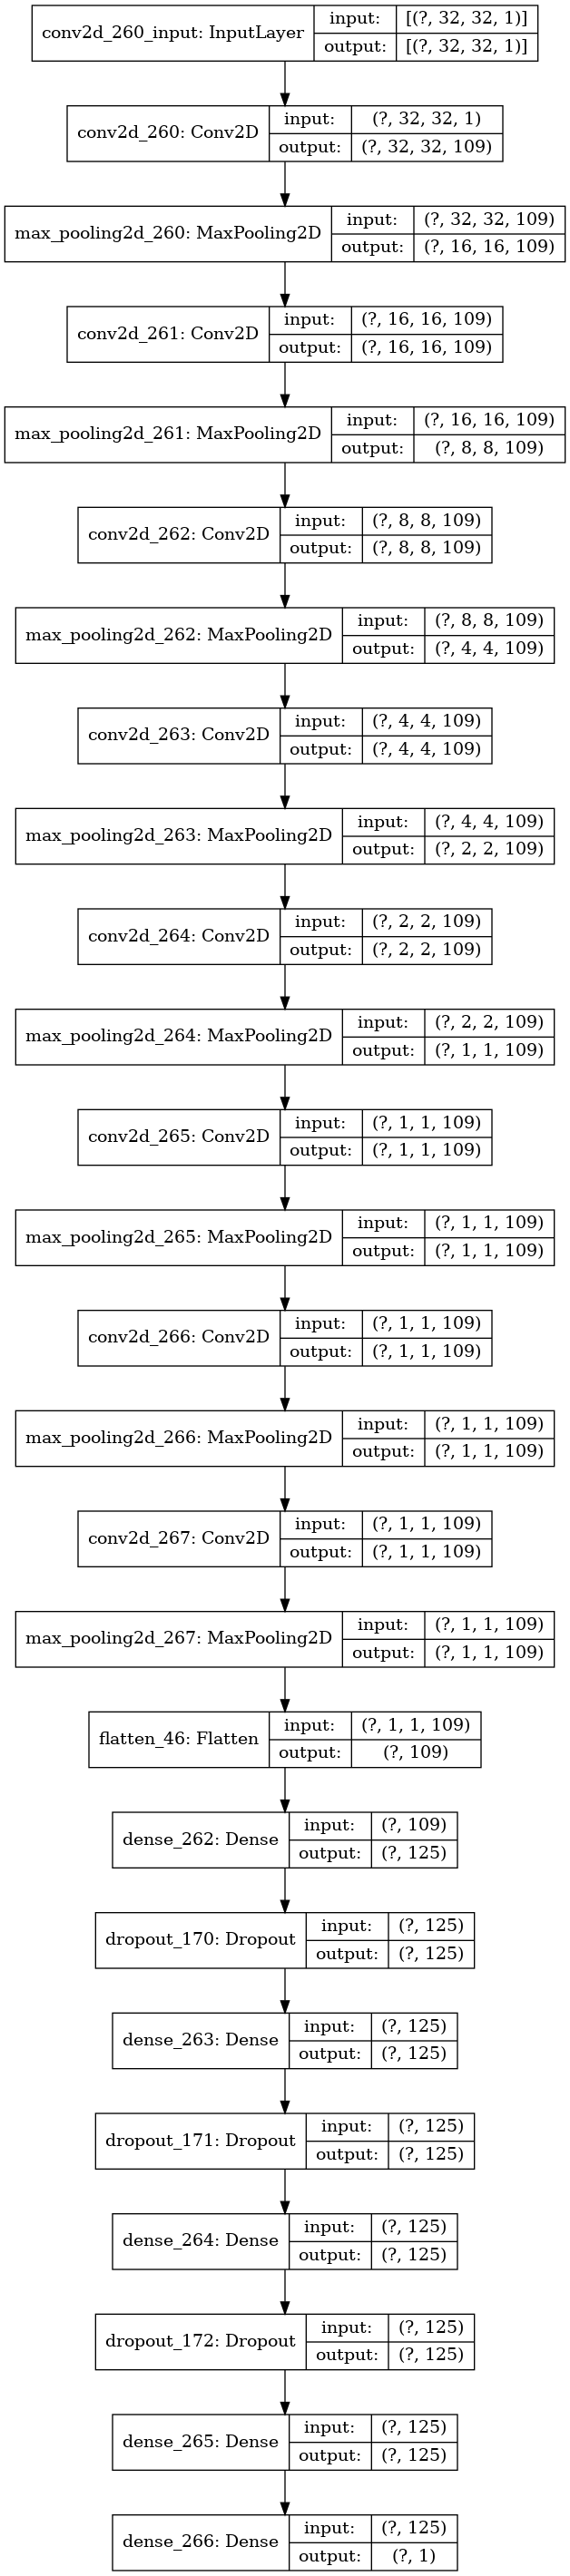 conv2d_260_input: InputLayer input: [(?, 32, 32, 1)]
output: [(?, 32, 32, 1)]
conv2d_260: Conv2D input: (?, 32, 32, 1)
output: (?, 32, 32, 109)
max_pooling2d_260: MaxPooling2D input: (?, 32, 32, 109)
output: (?, 16, 16, 109)
conv2d_261: Conv2D input: (?, 16, 16, 109)
output: (?, 16, 16, 109)
max_pooling2d_261: MaxPooling2D input: (?, 16, 16, 109)
output: (?, 8, 8, 109)
conv2d_262: Conv2D input: (?, 8, 8, 109)
output: (?, 8, 8, 109)
max_pooling2d_262: MaxPooling2D input: (?, 8, 8, 109)
output: (?, 4, 4, 109)
conv2d_263: Conv2D input: (?, 4, 4, 109)
output: (?, 4, 4, 109)
max_pooling2d_263: MaxPooling2D input: (?, 4, 4, 109)
output: (?, 2, 2, 109)
conv2d_264: Conv2D input: (?, 2, 2, 109)
output: (?, 2, 2, 109)
max_pooling2d_264: MaxPooling2D input: (?, 2, 2, 109)
output: (?, 1, 1, 109)
conv2d_265: Conv2D input: (?, 1, 1, 109)
output: (?, 1, 1, 109)
max_pooling2d_265: MaxPooling2D input: (?, 1, 1, 109)
output: (?, 1, 1, 109)
conv2d_266: Conv2D input: (?, 1, 1, 109)
output: (?, 1, 1, 109)
max_pooling2d_266: MaxPooling2D input: (?, 1, 1, 109)
output: (?, 1, 1, 109)
conv2d_267: Conv2D input: (?, 1, 1, 109)
output: (?, 1, 1, 109)
max_pooling2d_267: MaxPooling2D input: (?, 1, 1, 109)
output: (?, 1, 1, 109)
flatten_46: Flatten input: (?, 1, 1, 109)
output: (?, 109)
dense_262: Dense input: (?, 109)
output: (?, 125)
dropout_170: Dropout input: (?, 125)
output: (?, 125)
dense_263: Dense input: (?, 125)
output: (?, 125)
dropout_171: Dropout input: (?, 125)
output: (?, 125)
dense_264: Dense input: (?, 125)
output: (?, 125)
dropout_172: Dropout input: (?, 125)
output: (?, 125)
dense_265: Dense input: (?, 125)
output: (?, 125)
dense_266: Dense input: (?, 125)
output: (?, 1)